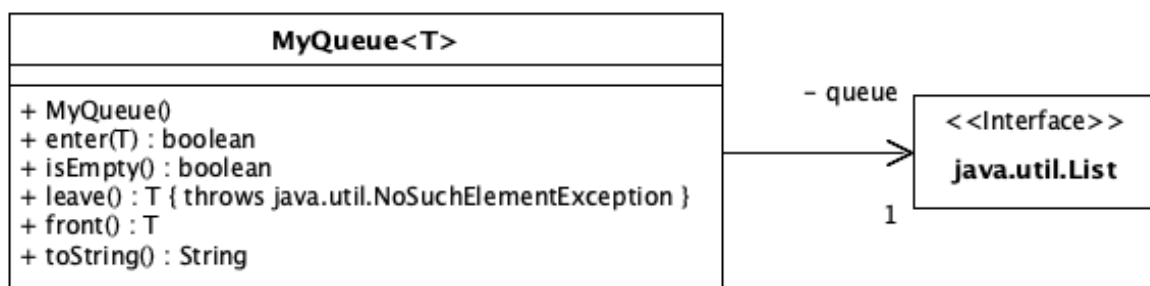 MyQueue<T>
+ MyQueue()
+ enter(T) : boolean
+ isEmpty() : boolean
+ leave() : T { throws java.util.NoSuchElementException }
+ front() : T
+ toString() : String
- queue
1
<<Interface>>
java.util.List